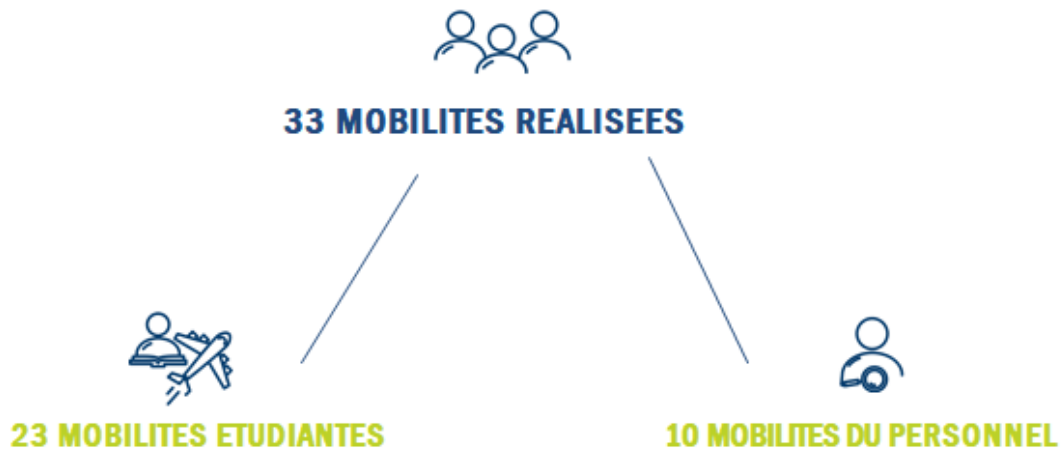 33 MOBILITES REALISEES
23 MOBILITES ETUDIANTES
10 MOBILITES DU PERSONNEL